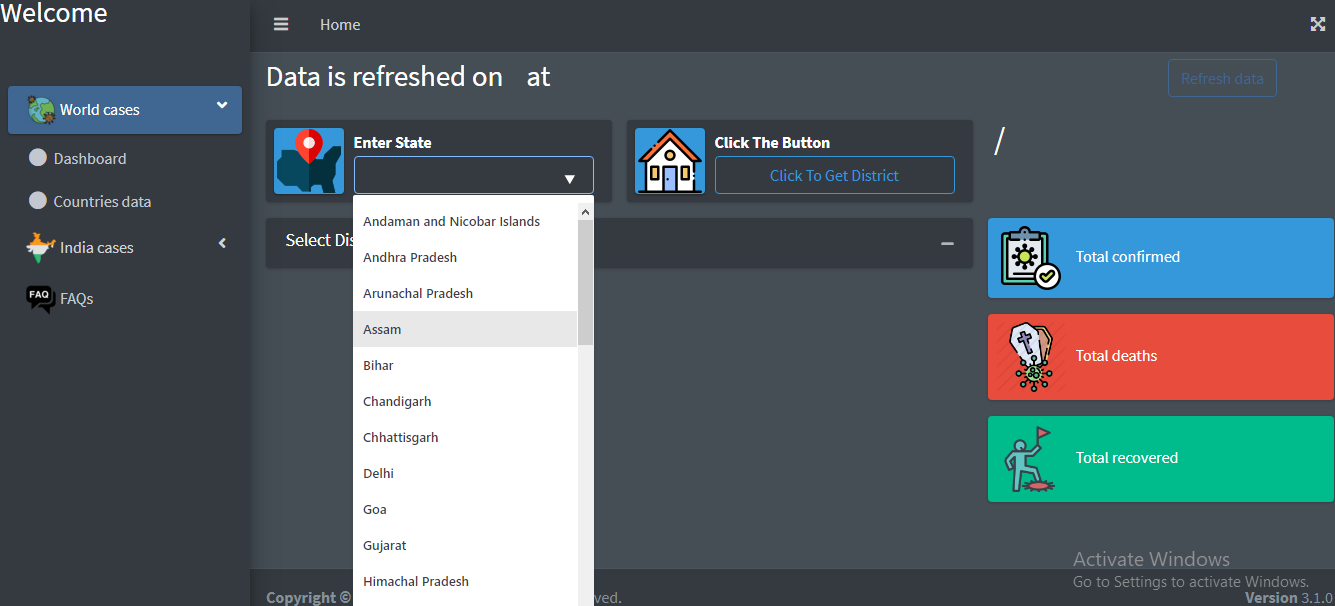 Welcome
Home
World cases
Dashboard
Countries data
India cases
FAQ
FAQs
Data is refreshed on at
Refresh data
Enter State
Click The Button
Click To Get District
/
Select Dis
Andaman and Nicobar Islands
Andhra Pradesh
Arunachal Pradesh
Assam
Bihar
Chandigarh
Chhattisgarh
Delhi
Goa
Gujarat
Himachal Pradesh
Total confirmed
Total deaths
Total recovered
Activate Windows
Go to Settings to activate Windows.
Copyright © ved.
Version 3.1.0